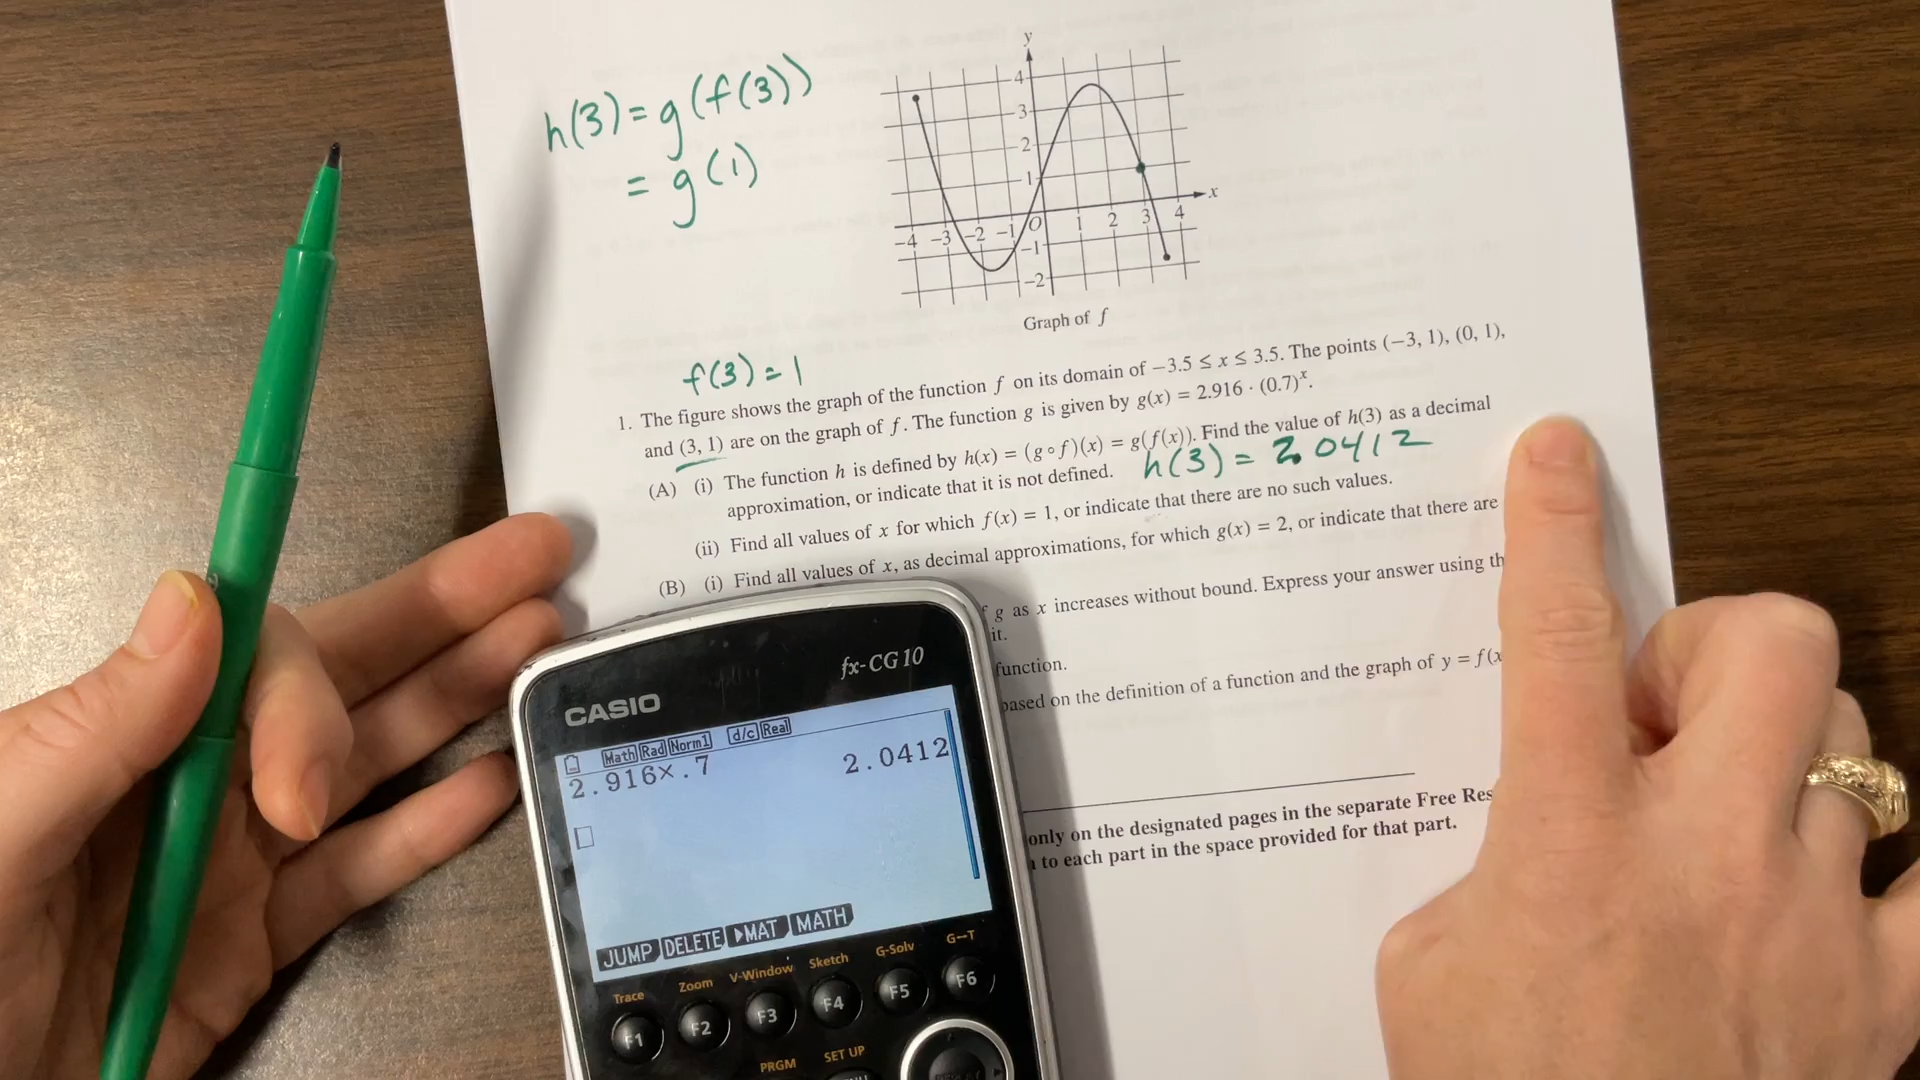 h(3) = g(f(3))
= g(1)
y
4
3
2
1
x
-4 -3 -2 -1 O 1 2 3 4
-1
-2
Graph of f
f(3) = 1
1. The figure shows the graph of the function f on its domain of −3.5 ≤ x ≤ 3.5. The points (−3, 1), (0, 1),
and (3, 1) are on the graph of f. The function g is given by g(x) = 2.916 · (0.7)^x.
(A) (i) The function h is defined by h(x) = (g ∘ f)(x) = g(f(x)). Find the value of h(3) as a decimal
approximation, or indicate that it is not defined. h(3) = 2.0412
(ii) Find all values of x for which f(x) = 1, or indicate that there are no such values.
(B) (i) Find all values of x, as decimal approximations, for which g(x) = 2, or indicate that there are
g as x increases without bound. Express your answer using
it.
function.
based on the definition of a function and the graph of y = f(x
only on the designated pages in the separate Free
to each part in the space provided for that part.
CASIO fx-CG10
Math Rad Norm1 d/c Real
2.916×.7
2.0412
JUMP DELETE ▶MAT MATH
Trace Zoom V-Window Sketch G-Solv G↔T
F1 F2 F3 F4 F5 F6
PRGM SET UP